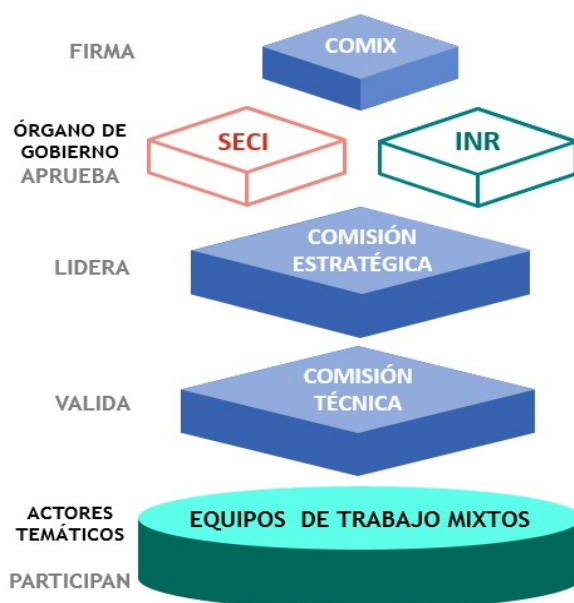 FIRMA
COMIX
ÓRGANO DE
GOBIERNO
APRUEBA
SECI
INR
LIDERA
COMISIÓN
ESTRATÉGICA
VALIDA
COMISIÓN
TÉCNICA
ACTORES
TEMÁTICOS
PARTICIPAN
EQUIPOS DE TRABAJO MIXTOS